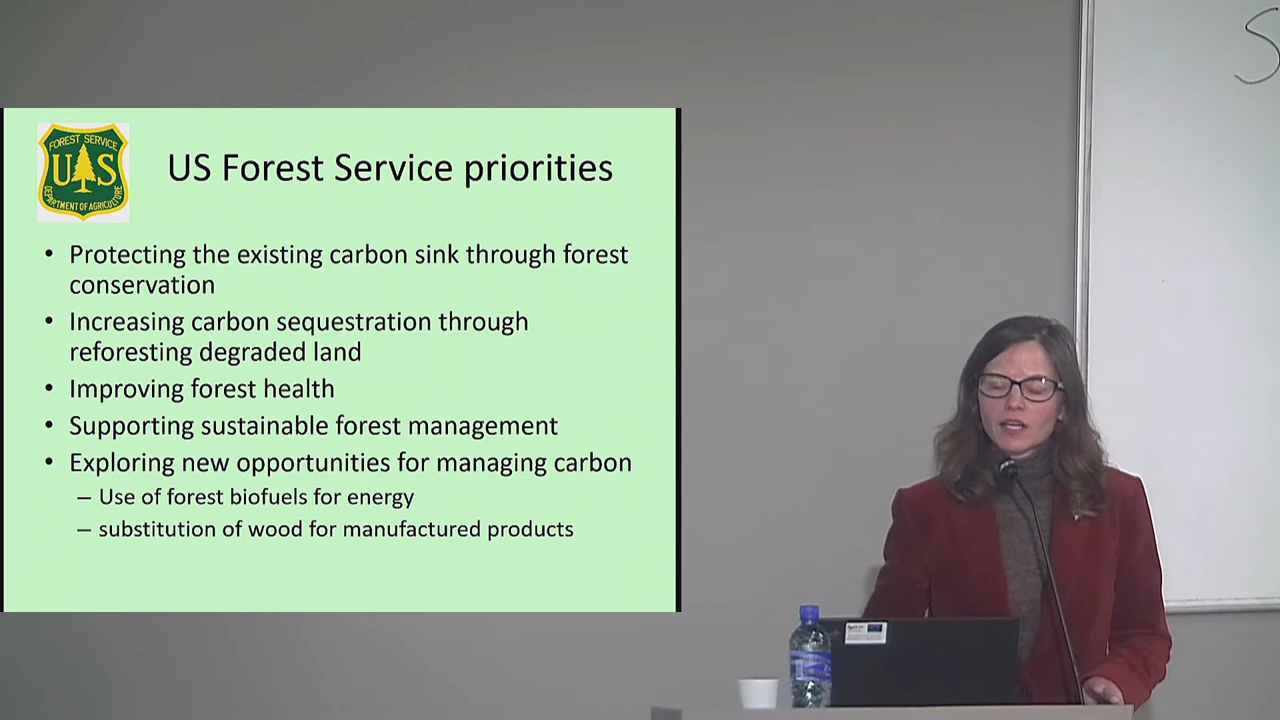 FOREST SERVICE
US
DEPARTMENT OF AGRICULTURE
US Forest Service priorities
• Protecting the existing carbon sink through forest
conservation
• Increasing carbon sequestration through
reforesting degraded land
• Improving forest health
• Supporting sustainable forest management
• Exploring new opportunities for managing carbon
– Use of forest biofuels for energy
– substitution of wood for manufactured products
S